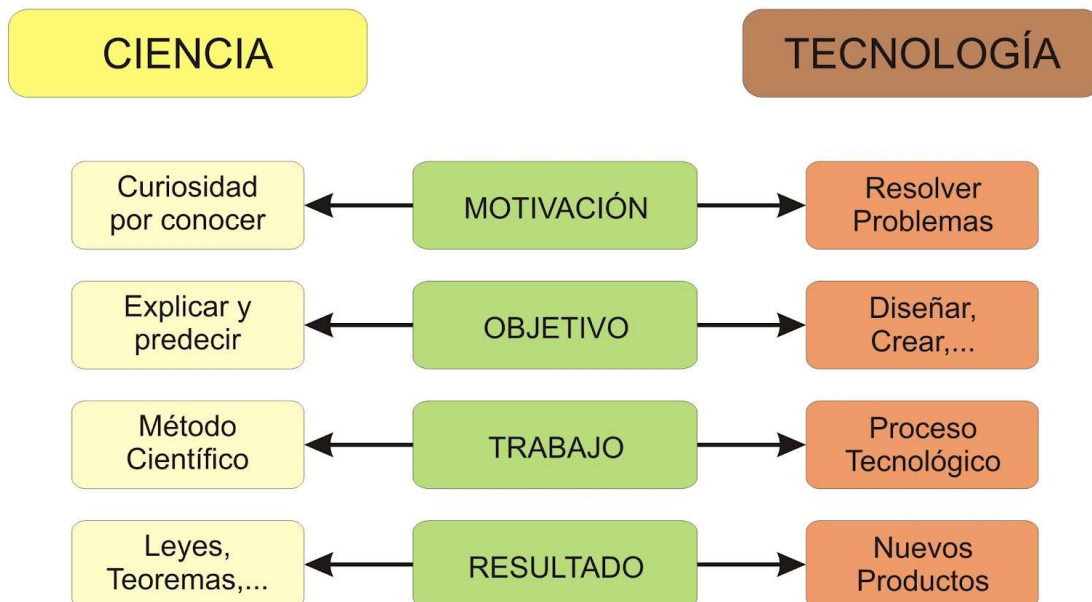 CIENCIA
TECNOLOGÍA
Curiosidad
por conocer
MOTIVACIÓN
Resolver
Problemas
Explicar y
predecir
OBJETIVO
Diseñar,
Crear,...
Método
Científico
TRABAJO
Proceso
Tecnológico
Leyes,
Teoremas,...
RESULTADO
Nuevos
Productos